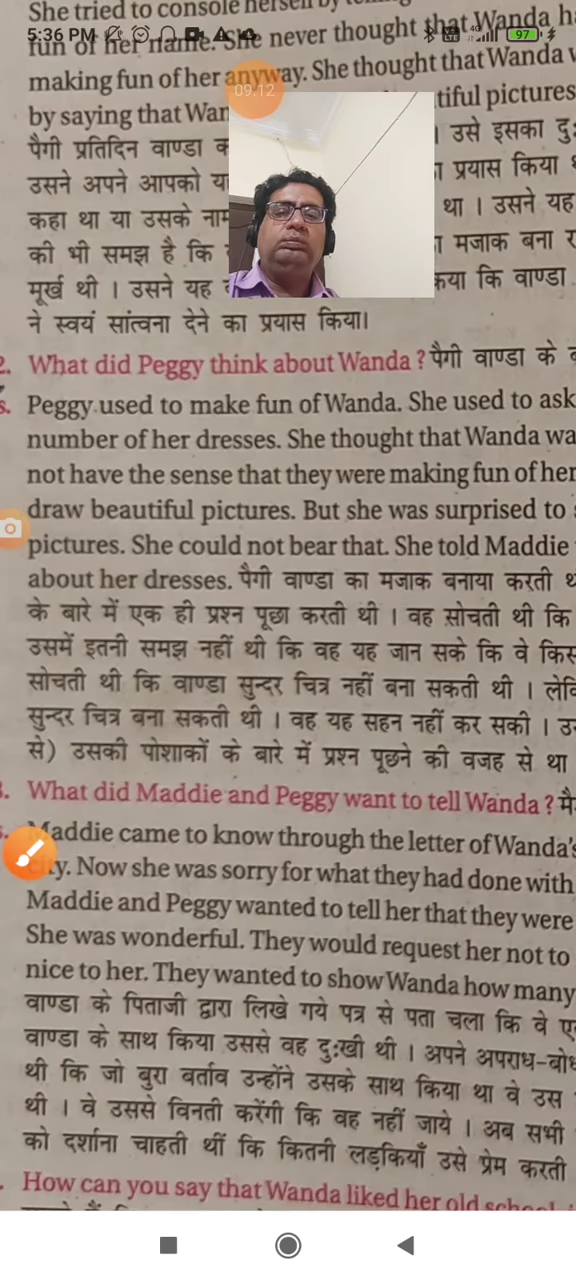 She tried to console herself by
5:36 PM
97
fun of her name. She never thought that Wanda
making fun of her anyway. She thought that Wanda
09:12
by saying that tiful pictures
पैगी प्रतिदिन वाण्डा । उसे इसका
उसने अपने आपको प्रयास किया
कहा था या उसके था । उसने यह
की भी समझ है कि मजाक बना
मूर्ख थी । उसने यह कि वाण्डा
ने स्वयं सांत्वना देने का प्रयास किया।
2. What did Peggy think about Wanda ? पैगी वाण्डा के
s. Peggy used to make fun of Wanda. She used to ask
number of her dresses. She thought that Wanda wa
not have the sense that they were making fun of her
draw beautiful pictures. But she was surprised to
pictures. She could not bear that. She told Maddie
about her dresses. पैगी वाण्डा का मजाक बनाया करती
के बारे में एक ही प्रश्न पूछा करती थी । वह सोचती थी कि
उसमें इतनी समझ नहीं थी कि वह यह जान सके कि वे किस
सोचती थी कि वाण्डा सुन्दर चित्र नहीं बना सकती थी ।
सुन्दर चित्र बना सकती थी । वह यह सहन नहीं कर सकी ।
से) उसकी पोशाकों के बारे में प्रश्न पूछने की वजह से था
3. What did Maddie and Peggy want to tell Wanda ?
Maddie came to know through the letter of Wanda's
city. Now she was sorry for what they had done with
Maddie and Peggy wanted to tell her that they were
She was wonderful. They would request her not to
nice to her. They wanted to show Wanda how many
वाण्डा के पिताजी द्वारा लिखे गये पत्र से पता चला कि वे
वाण्डा के साथ किया उससे वह दुःखी थी । अपने अपराध-बोध
थी कि जो बुरा बर्ताव उन्होंने उसके साथ किया था वे उस
थी । वे उससे विनती करेंगी कि वह नहीं जाये । अब सभी
को दर्शाना चाहती थीं कि कितनी लड़कियाँ उसे प्रेम करती
How can you say that Wanda liked her old school